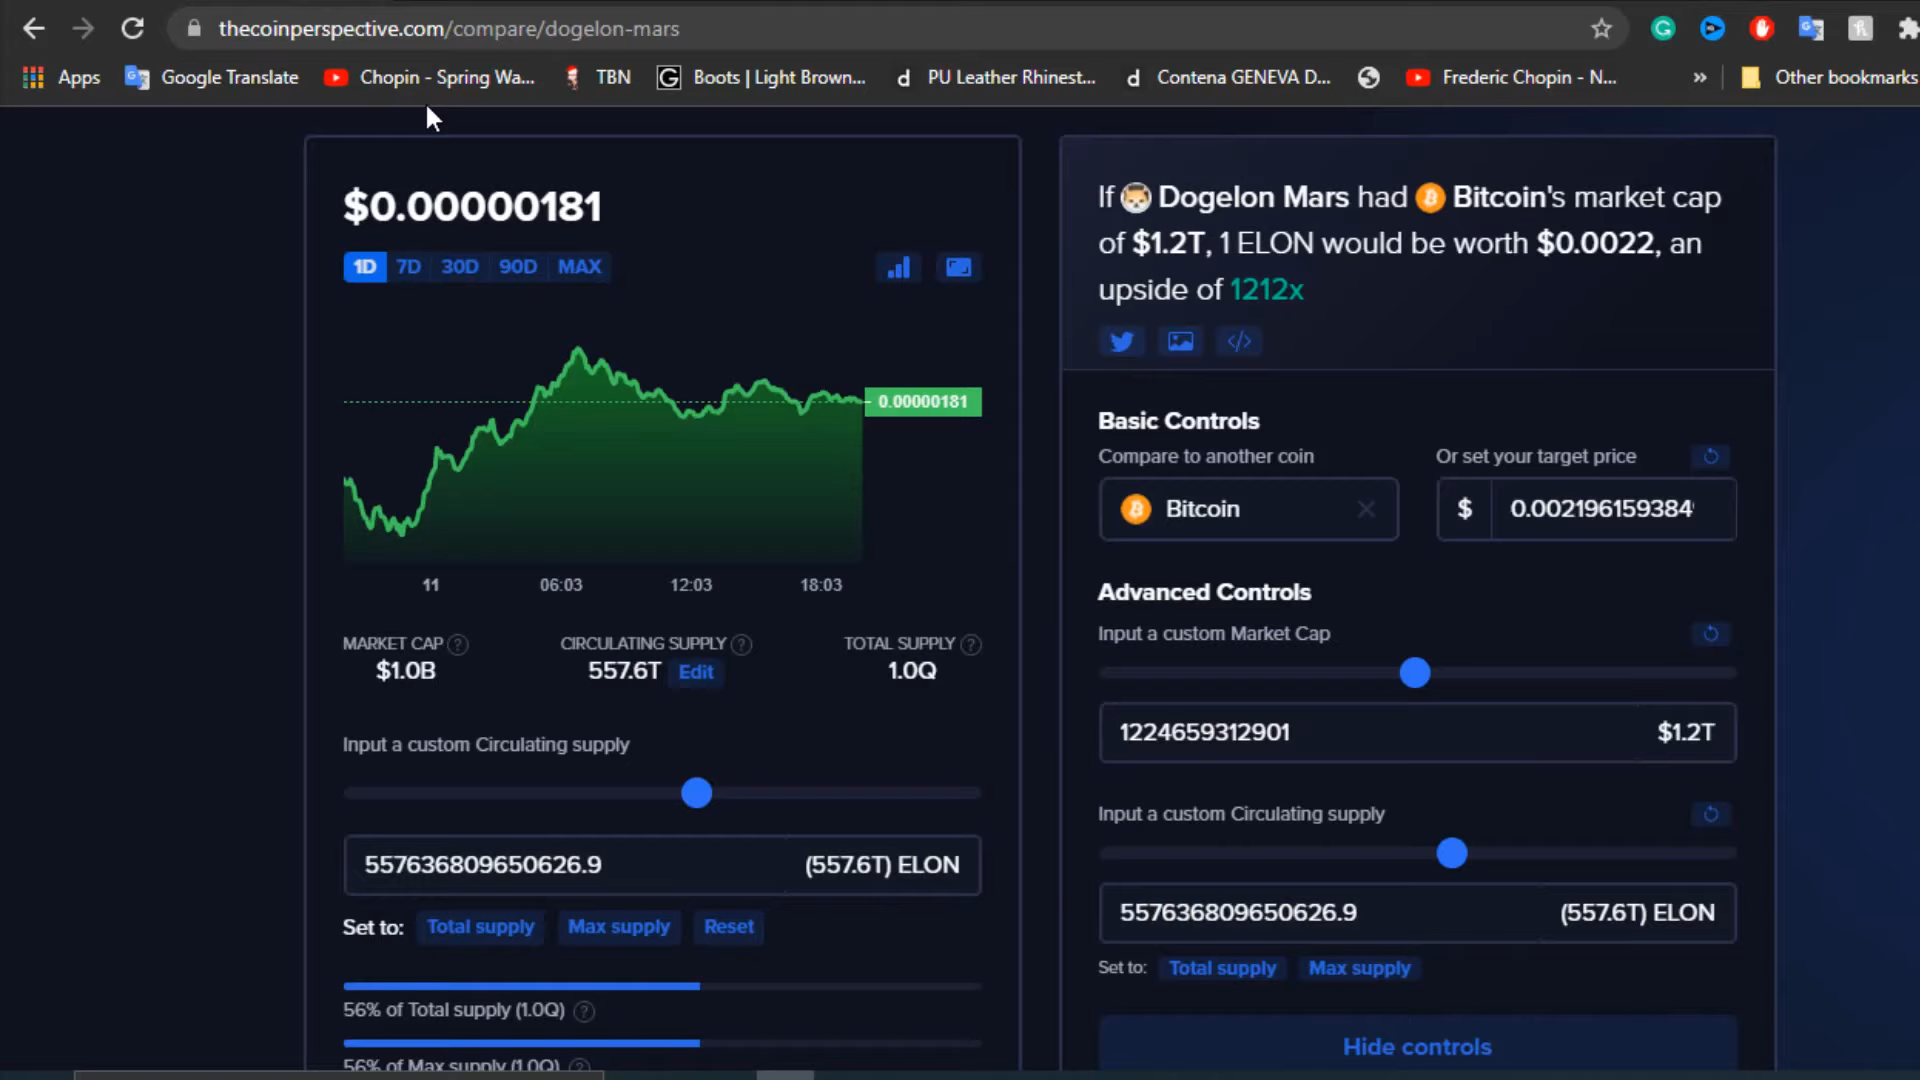 thecoinperspective.com/compare/dogelon-mars
Apps Google Translate Chopin - Spring Wa... TBN Boots | Light Brown... PU Leather Rhinest... Contena GENEVA D... Frederic Chopin - N... » Other bookmarks
$0.00000181
1D 7D 30D 90D MAX
0.00000181
11 06:03 12:03 18:03
MARKET CAP ? CIRCULATING SUPPLY ? TOTAL SUPPLY ?
$1.0B 557.6T Edit 1.0Q
Input a custom Circulating supply
557636809650626.9 (557.6T) ELON
Set to: Total supply Max supply Reset
56% of Total supply (1.0Q) ?
56% of Max supply (1.0Q) ?
If Dogelon Mars had Bitcoin's market cap
of $1.2T, 1 ELON would be worth $0.0022, an
upside of 1212x
Basic Controls
Compare to another coin Or set your target price
Bitcoin $ 0.002196159384
Advanced Controls
Input a custom Market Cap
1224659312901 $1.2T
Input a custom Circulating supply
557636809650626.9 (557.6T) ELON
Set to: Total supply Max supply
Hide controls